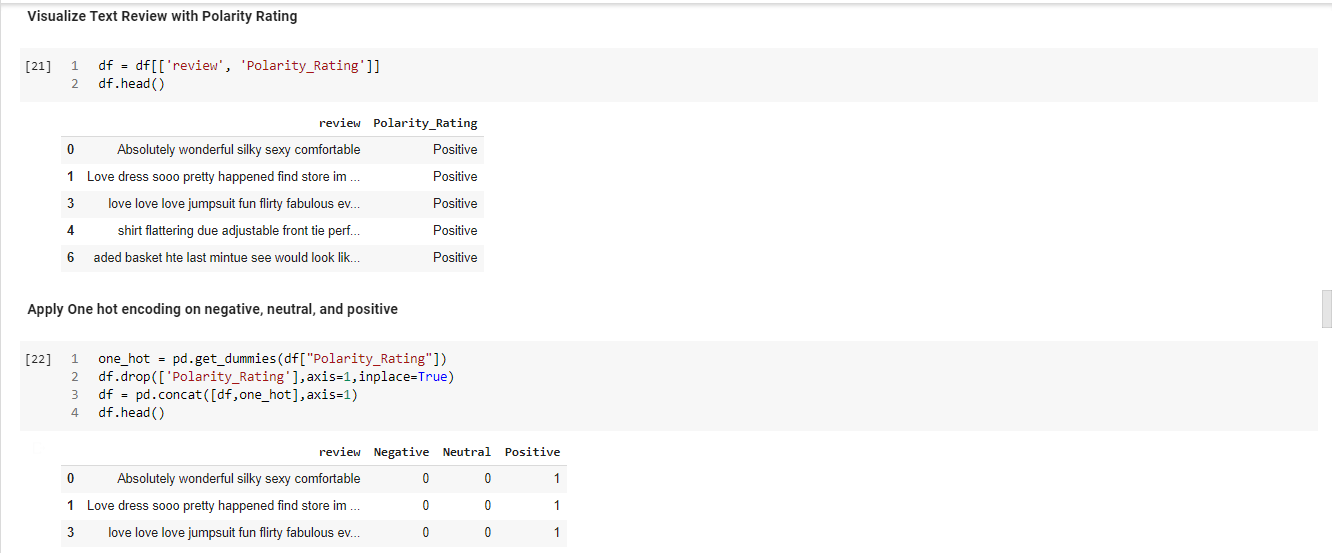 Visualize Text Review with Polarity Rating
[21] 1 df = df[['review', 'Polarity_Rating']]
2 df.head()
review Polarity_Rating
0 Absolutely wonderful silky sexy comfortable Positive
1 Love dress sooo pretty happened find store im ... Positive
3 love love love jumpsuit fun flirty fabulous ev... Positive
4 shirt flattering due adjustable front tie perf... Positive
6 aded basket hte last mintue see would look lik... Positive
Apply One hot encoding on negative, neutral, and positive
[22] 1 one_hot = pd.get_dummies(df["Polarity_Rating"])
2 df.drop(['Polarity_Rating'],axis=1,inplace=True)
3 df = pd.concat([df,one_hot],axis=1)
4 df.head()
review Negative Neutral Positive
0 Absolutely wonderful silky sexy comfortable 0 0 1
1 Love dress sooo pretty happened find store im ... 0 0 1
3 love love love jumpsuit fun flirty fabulous ev... 0 0 1